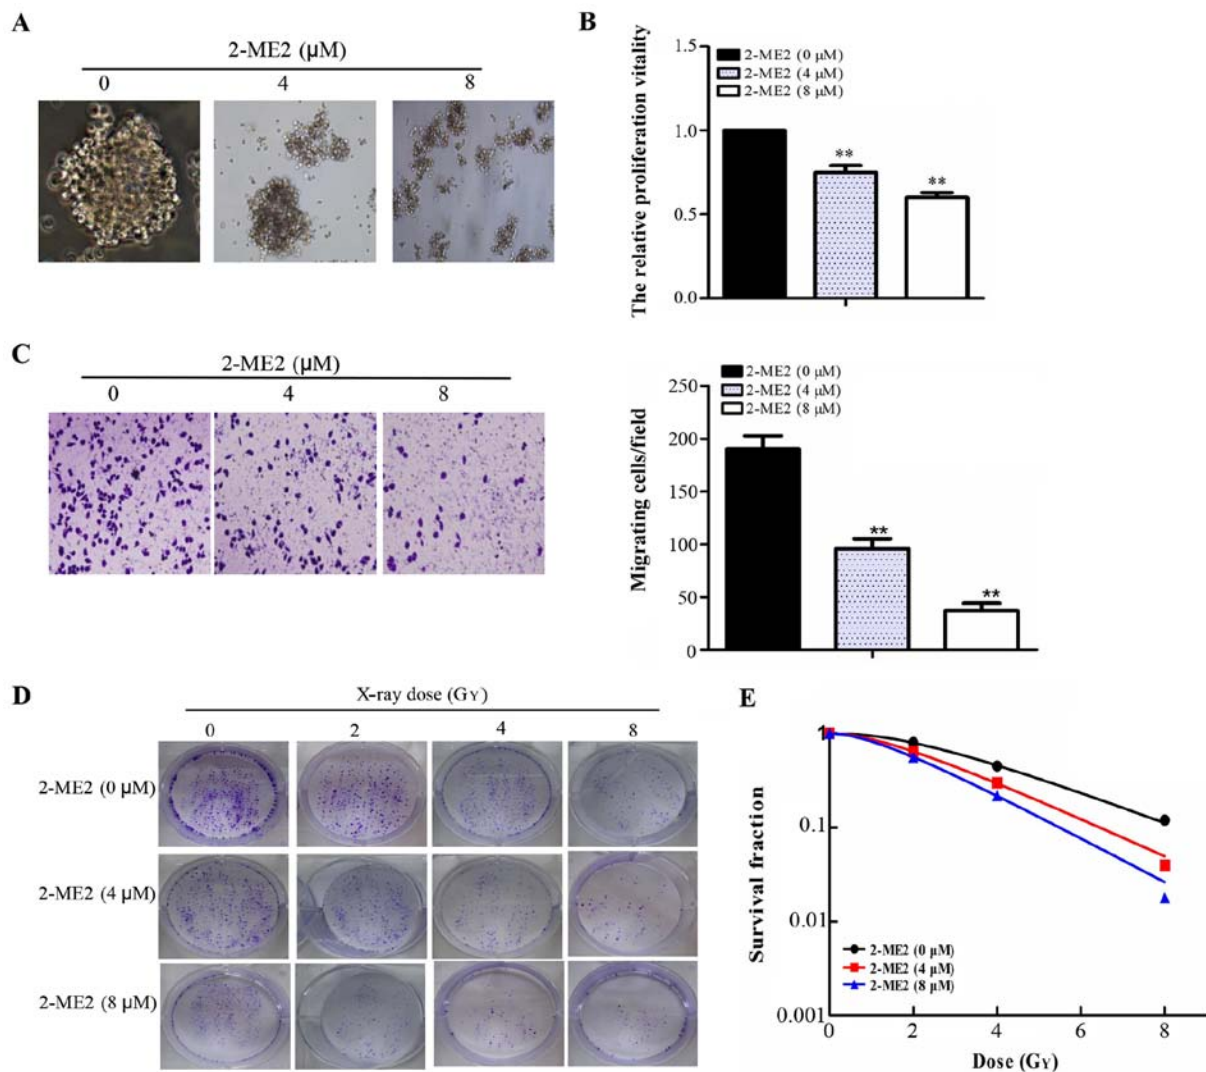 A
2-ME2 (μM)
0 4 8
B
The relative proliferation vitality
1.5
1.0
0.5
0.0
2-ME2 (0 μM)
2-ME2 (4 μM)
2-ME2 (8 μM)
**
**
C
2-ME2 (μM)
0 4 8
Migrating cells/field
250
200
150
100
50
0
2-ME2 (0 μM)
2-ME2 (4 μM)
2-ME2 (8 μM)
**
**
D
X-ray dose (GY)
0 2 4 8
2-ME2 (0 μM)
2-ME2 (4 μM)
2-ME2 (8 μM)
E
Survival fraction
1
0.1
0.01
0.001
2-ME2 (0 μM)
2-ME2 (4 μM)
2-ME2 (8 μM)
0 2 4 6 8
Dose (GY)